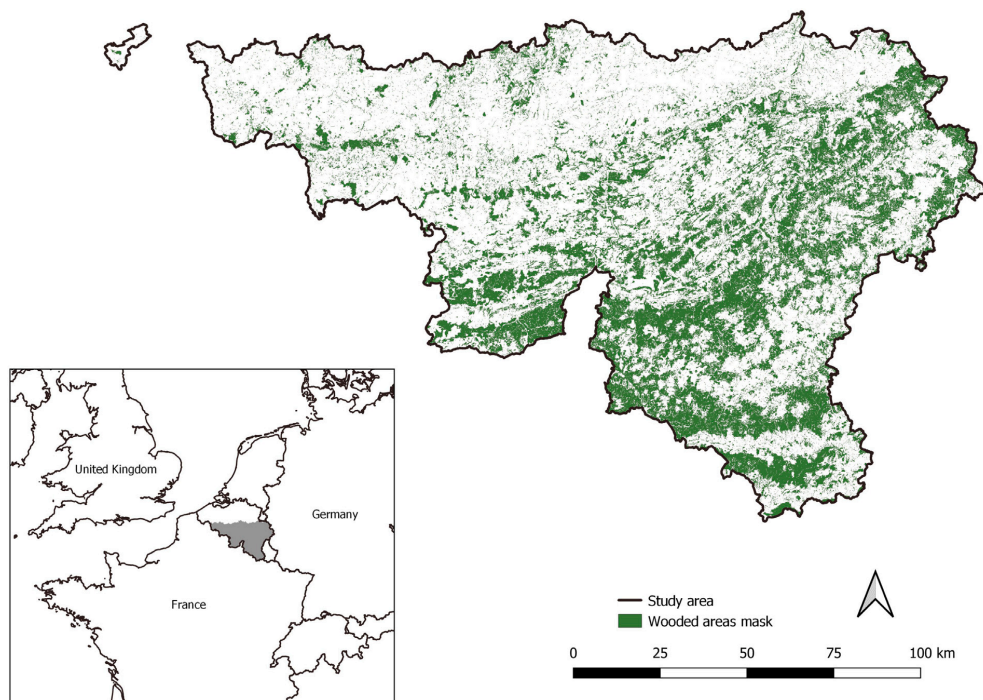 United Kingdom
Germany
France
Study area
Wooded areas mask
0 25 50 75 100 km